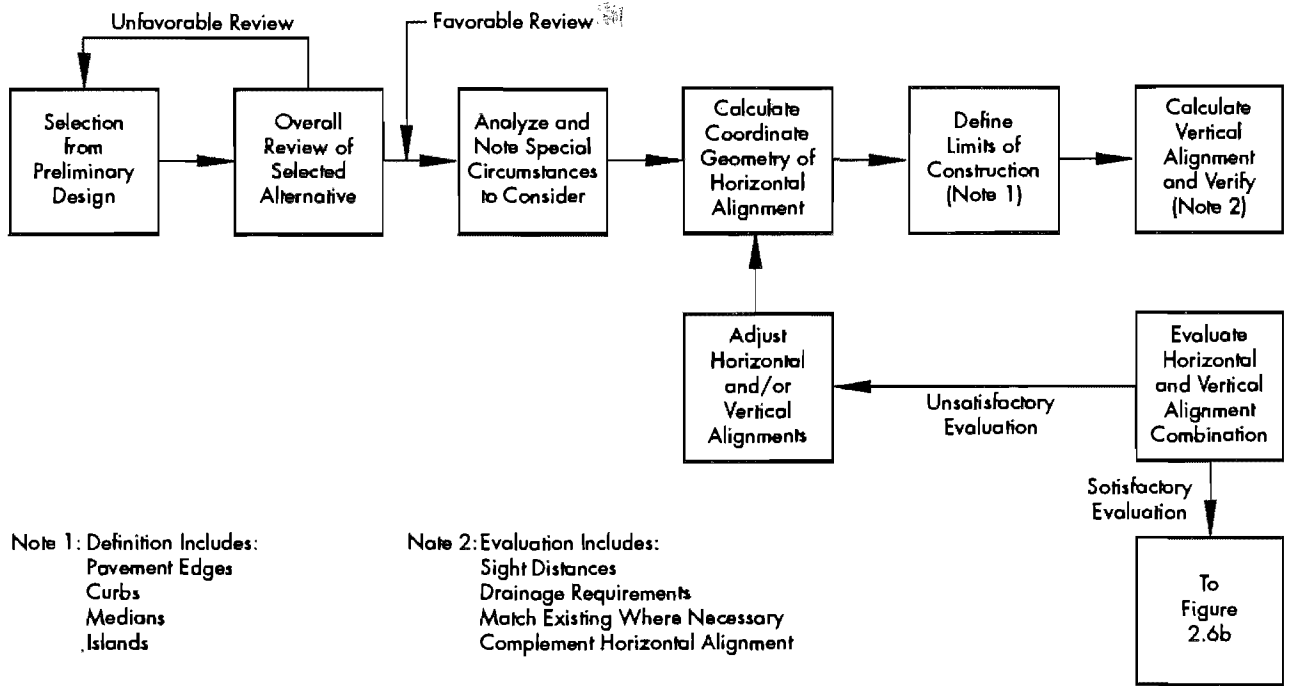 Unfavorable Review
Favorable Review
Selection
from
Preliminary
Design
Overall
Review of
Selected
Alternative
Analyze and
Note Special
Circumstances
to Consider
Calculate
Coordinate
Geometry of
Horizontal
Alignment
Define
Limits of
Construction
(Note 1)
Calculate
Vertical
Alignment
and Verify
(Note 2)
Adjust
Horizontal
and/or
Vertical
Alignments
Unsatisfactory
Evaluation
Evaluate
Horizontal
and Vertical
Alignment
Combination
Satisfactory
Evaluation
To
Figure
2.6b
Note 1: Definition Includes:
Pavement Edges
Curbs
Medians
Islands
Note 2: Evaluation Includes:
Sight Distances
Drainage Requirements
Match Existing Where Necessary
Complement Horizontal Alignment